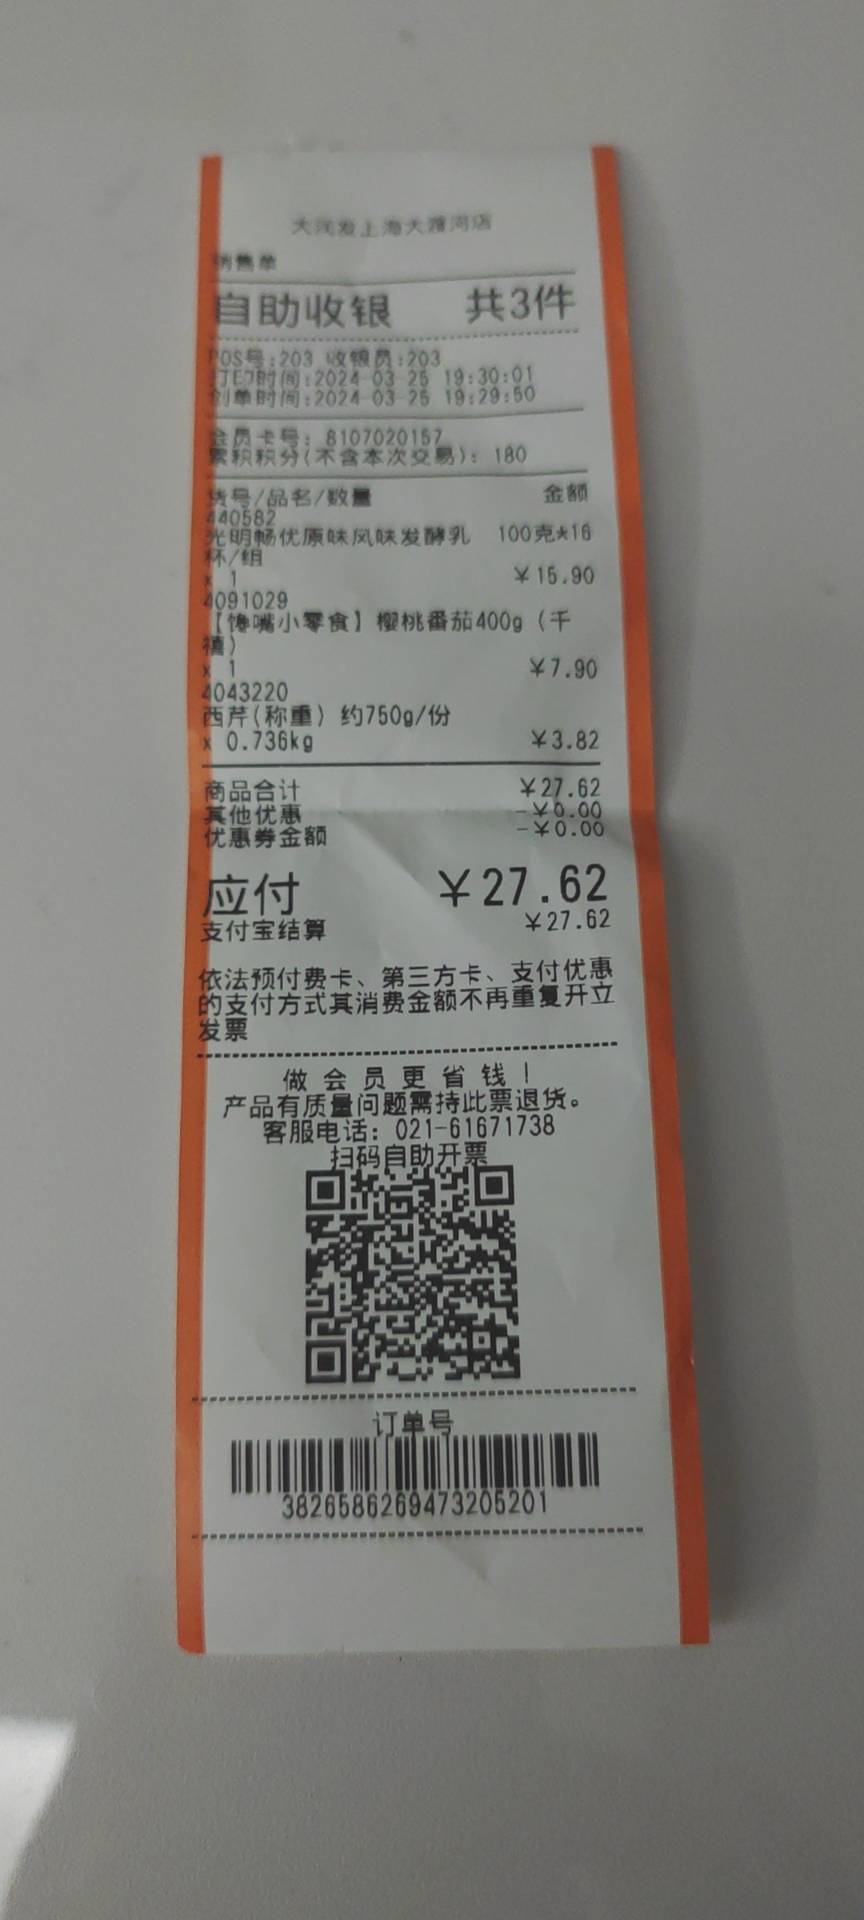 大润发上海大渡河店
销售单
自助收银 共3件
POS号:203 收银员:203
打印时间:2024-03-25 19:30:01
创单时间:2024-03-25 19:29:50
会员卡号: 8107020157
累积积分(不含本次交易): 180
货号/品名/数量 金额
440582
光明畅优原味风味发酵乳 100克*16
杯/组
x 1 ￥15.90
4091029
【馋嘴小零食】樱桃番茄400g（千
禧）
x 1 ￥7.90
4043220
西芹(称重) 约750g/份
x 0.736kg ￥3.82
商品合计 ￥27.62
其他优惠 -￥0.00
优惠券金额 -￥0.00
应付 ￥27.62
支付宝结算 ￥27.62
依法预付费卡、第三方卡、支付优惠
的支付方式其消费金额不再重复开立
发票
做会员更省钱！
产品有质量问题需持此票退货。
客服电话: 021-61671738
扫码自助开票
订单号
3826586269473205201